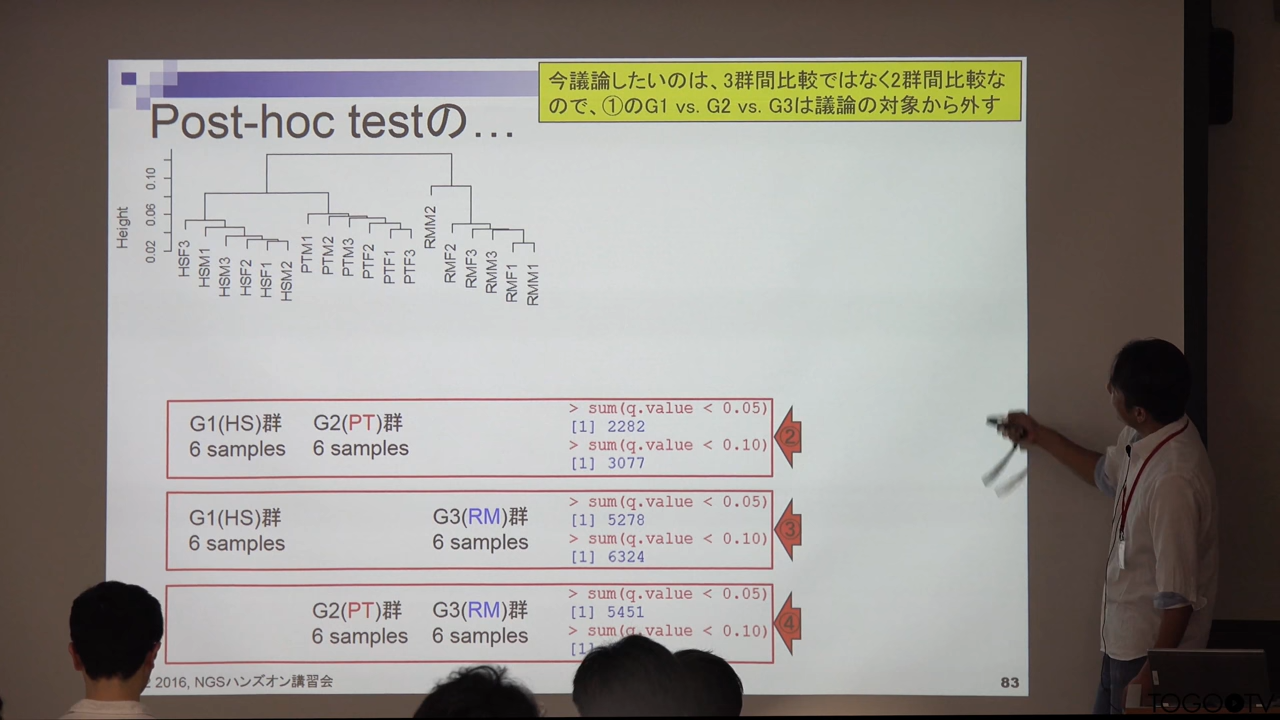 今議論したいのは、3群間比較ではなく2群間比較な
ので、①のG1 vs. G2 vs. G3は議論の対象から外す
Post-hoc testの…
Height
0.02 0.06 0.10
HSF3
HSM1
HSM3
HSF2
HSF1
HSM2
PTM1
PTM2
PTM3
PTF2
PTF1
PTF3
RMM2
RMF2
RMF3
RMM3
RMF1
RMM1
G1(HS)群 G2(PT)群
6 samples 6 samples
> sum(q.value < 0.05)
[1] 2282
> sum(q.value < 0.10)
[1] 3077
②
G1(HS)群 G3(RM)群
6 samples 6 samples
> sum(q.value < 0.05)
[1] 5278
> sum(q.value < 0.10)
[1] 6324
③
G2(PT)群 G3(RM)群
6 samples 6 samples
> sum(q.value < 0.05)
[1] 5451
> sum(q.value < 0.10)
[1]
④
2016, NGSハンズオン講習会
83
TOGOTV